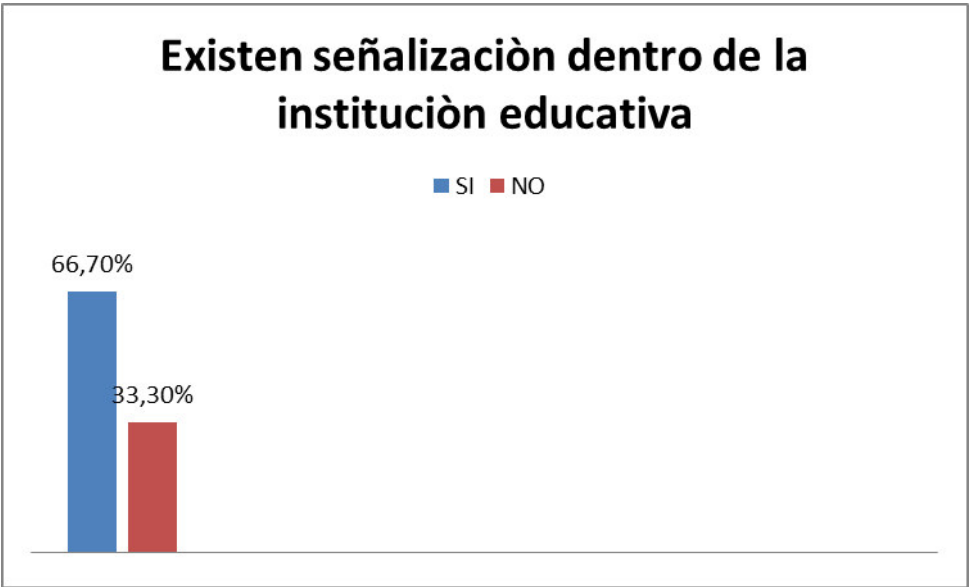 Existen señalizaciòn dentro de la
instituciòn educativa
SI NO
66,70%
33,30%